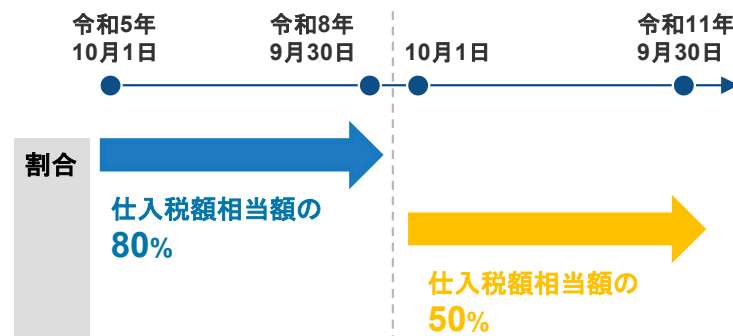 令和5年
10月1日
令和8年
9月30日
10月1日
令和11年
9月30日
割合
仕入税額相当額の
80%
仕入税額相当額の
50%